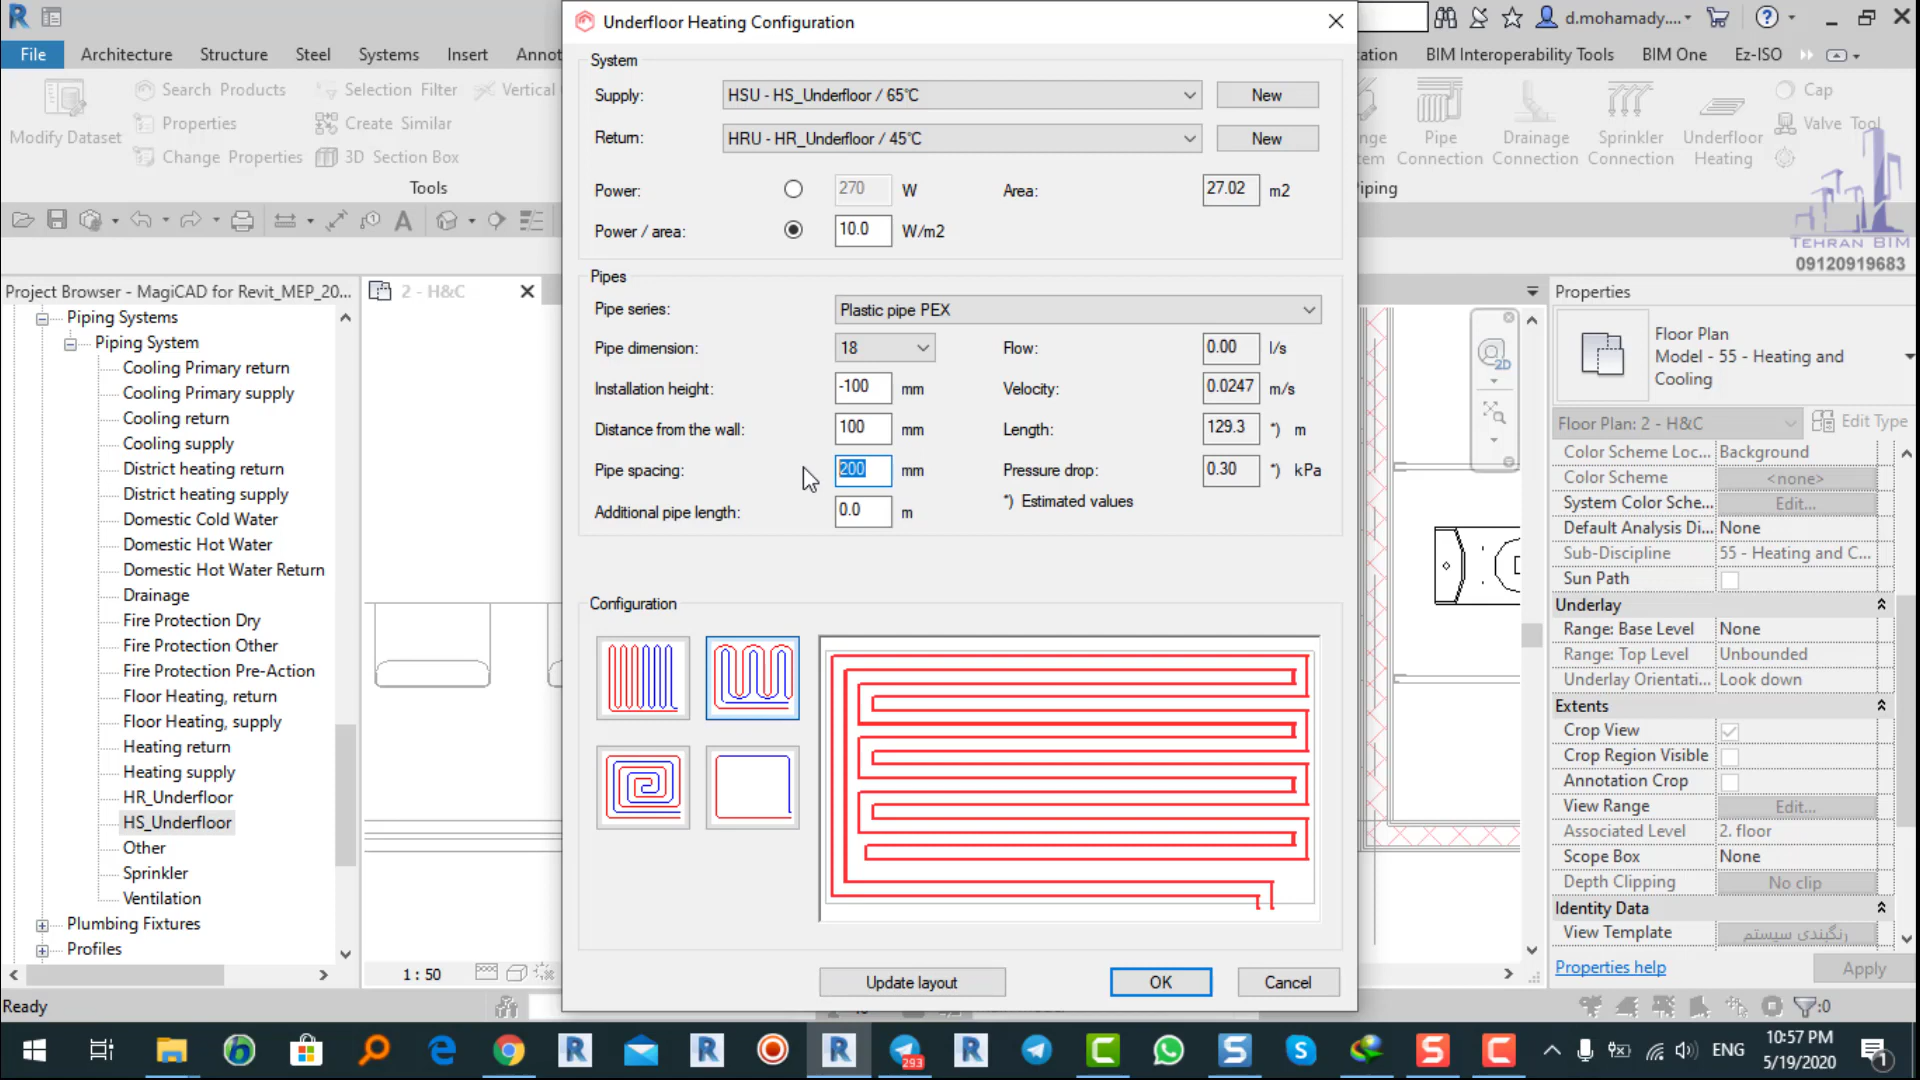 Underfloor Heating Configuration
d.mohamady....
File
Architecture
Structure
Steel
Systems
Insert
Annot
ation
BIM Interoperability Tools
BIM One
Ez-ISO
Modify Dataset
Search Products
Properties
Change Properties
Selection Filter
Create Similar
3D Section Box
Vertical
Tools
nge
em
Pipe
Connection
Drainage
Connection
Sprinkler
Connection
Underfloor
Heating
Cap
Valve Tool
Piping
TEHRAN BIM
09120919683
System
Supply:
HSU - HS_Underfloor / 65°C
New
Return:
HRU - HR_Underfloor / 45°C
New
Power:
270
W
Area:
27.02
m2
Power / area:
10.0
W/m2
Pipes
Pipe series:
Plastic pipe PEX
Pipe dimension:
18
Flow:
0.00
l/s
Installation height:
-100
mm
Velocity:
0.0247
m/s
Distance from the wall:
100
mm
Length:
129.3
*)
m
Pipe spacing:
200
mm
Pressure drop:
0.30
*)
kPa
Additional pipe length:
0.0
m
*) Estimated values
Configuration
Update layout
OK
Cancel
Project Browser - MagiCAD for Revit_MEP_20...
2 - H&C
Piping Systems
Piping System
Cooling Primary return
Cooling Primary supply
Cooling return
Cooling supply
District heating return
District heating supply
Domestic Cold Water
Domestic Hot Water
Domestic Hot Water Return
Drainage
Fire Protection Dry
Fire Protection Other
Fire Protection Pre-Action
Floor Heating, return
Floor Heating, supply
Heating return
Heating supply
HR_Underfloor
HS_Underfloor
Other
Sprinkler
Ventilation
Plumbing Fixtures
Profiles
1 : 50
Ready
2D
Properties
Floor Plan
Model - 55 - Heating and
Cooling
Floor Plan: 2 - H&C
Edit Type
Color Scheme Loc...
Background
Color Scheme
<none>
System Color Sche...
Edit...
Default Analysis Di...
None
Sub-Discipline
55 - Heating and C...
Sun Path
Underlay
Range: Base Level
None
Range: Top Level
Unbounded
Underlay Orientati...
Look down
Extents
Crop View
Crop Region Visible
Annotation Crop
View Range
Edit...
Associated Level
2. floor
Scope Box
None
Depth Clipping
No clip
Identity Data
View Template
رنگبندی سیستم
Properties help
Apply
:0
293
ENG
10:57 PM
5/19/2020
1